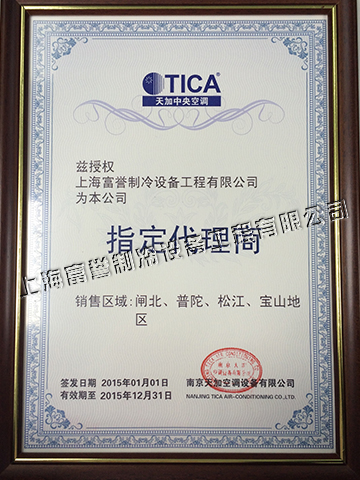 TICA®
天加中央空调
兹授权
上海富誉制冷设备工程有限公司
为本公司
指定代理商
上海富誉制冷设备工程有限公司
销售区域:闸北、普陀、松江、宝山地
区
签发日期 2015年01月01日
有效期至 2015年12月31日
南京天加空调设备有限公司
NANJING TICA AIR-CONDITIONING CO.,LTD.